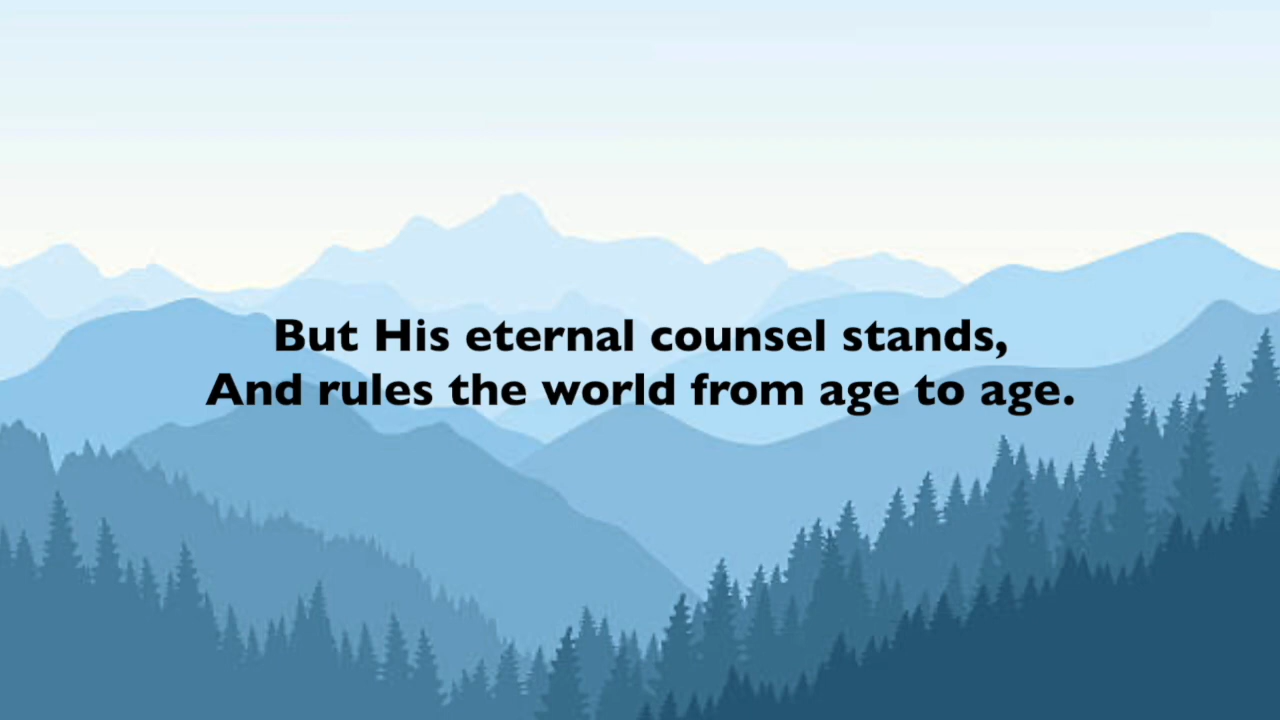 But His eternal counsel stands,
And rules the world from age to age.